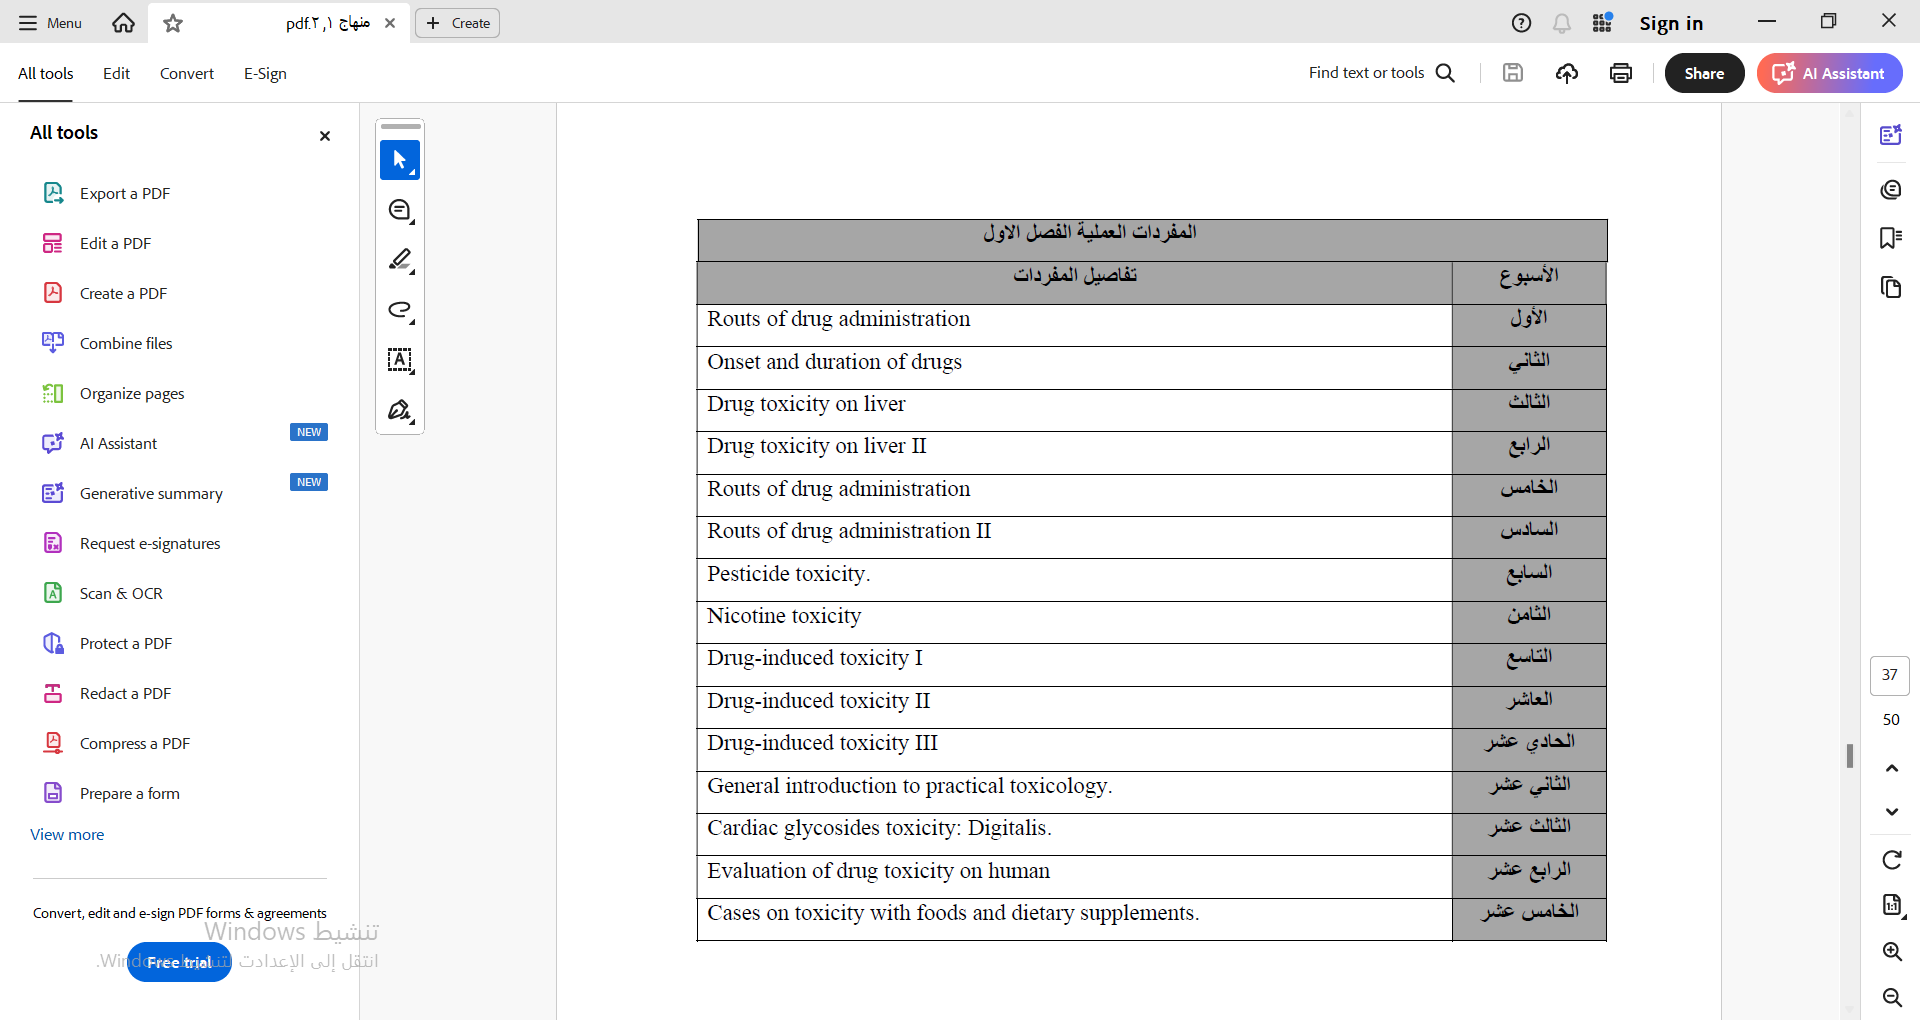 Menu
منهاج ١,٢.pdf
Create
Sign in
All tools
Edit
Convert
E-Sign
Find text or tools
Share
AI Assistant
All tools
Export a PDF
Edit a PDF
Create a PDF
Combine files
Organize pages
AI Assistant
NEW
Generative summary
NEW
Request e-signatures
Scan & OCR
Protect a PDF
Redact a PDF
Compress a PDF
Prepare a form
View more
Convert, edit and e-sign PDF forms & agreements
Free trial
تنشيط Windows
انتقل إلى الإعدادت لتنشيط Windows.
المفردات العملية الفصل الاول
الأسبوع تفاصيل المفردات
الأول Routs of drug administration
الثاني Onset and duration of drugs
الثالث Drug toxicity on liver
الرابع Drug toxicity on liver II
الخامس Routs of drug administration
السادس Routs of drug administration II
السابع Pesticide toxicity.
الثامن Nicotine toxicity
التاسع Drug-induced toxicity I
العاشر Drug-induced toxicity II
الحادي عشر Drug-induced toxicity III
الثاني عشر General introduction to practical toxicology.
الثالث عشر Cardiac glycosides toxicity: Digitalis.
الرابع عشر Evaluation of drug toxicity on human
الخامس عشر Cases on toxicity with foods and dietary supplements.
37
50